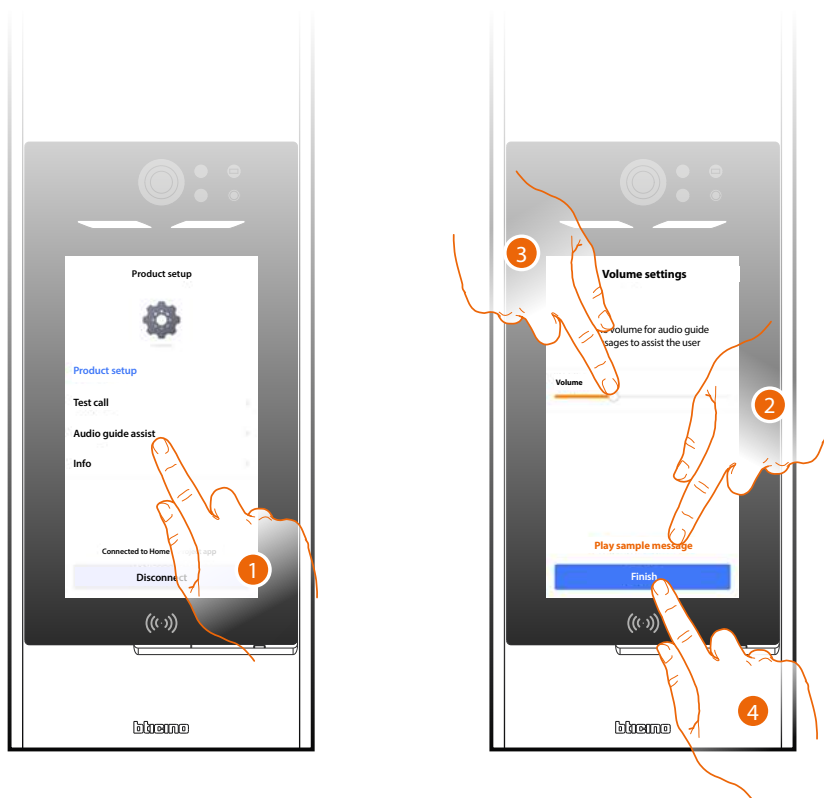 Product setup
Product setup
Test call
Audio guide assist
Info
Connected to Home app
Disconnect
1
bticino
Volume settings
volume for audio guide
sages to assist the user
Volume
Play sample message
Finish
3
2
4
bticino